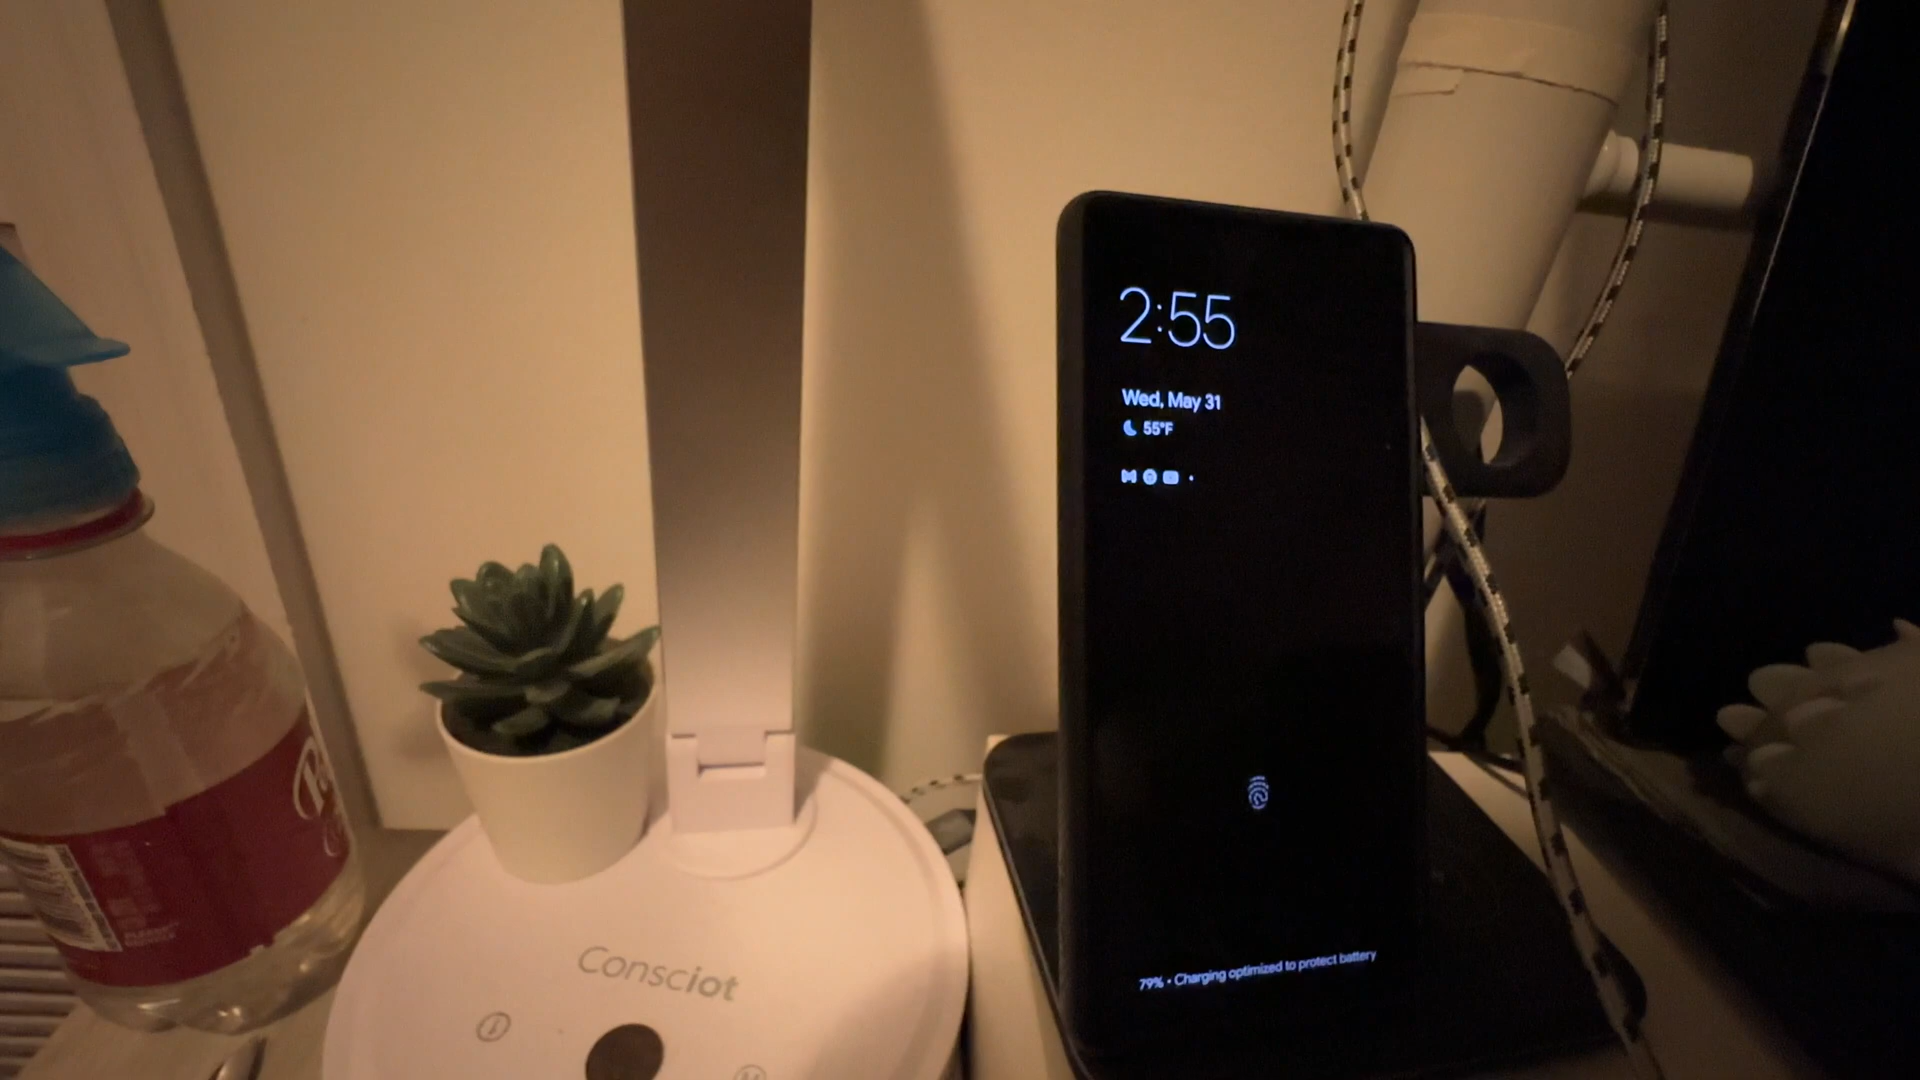 2:55
Wed, May 31
55°F
79% • Charging optimized to protect battery
Consciot